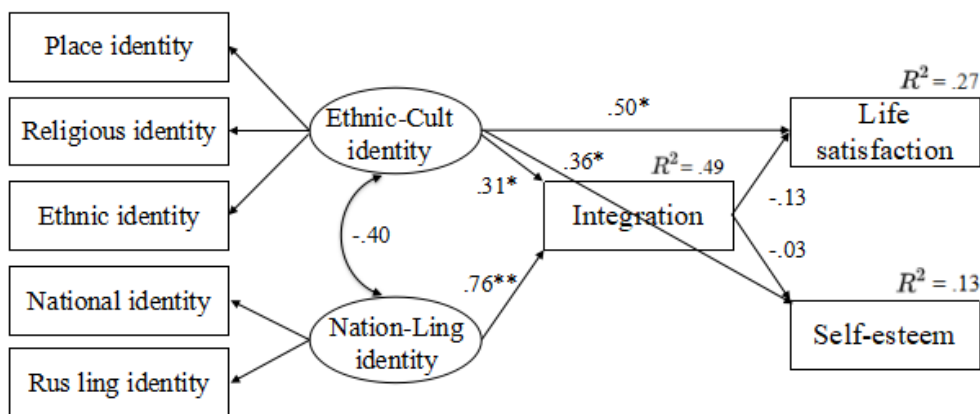 Place identity
Religious identity
Ethnic identity
National identity
Rus ling identity
Ethnic-Cult
identity
-.40
Nation-Ling
identity
.50*
.36*
.31*
.76**
R² = .49
Integration
-.13
-.03
R² = .27
Life
satisfaction
R² = .13
Self-esteem